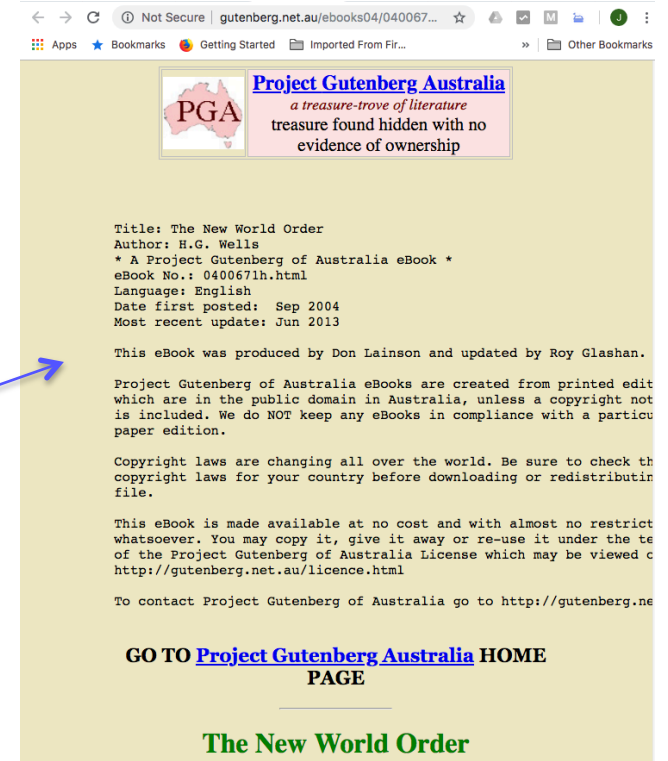 Not Secure | gutenberg.net.au/ebooks04/040067...
Apps Bookmarks Getting Started Imported From Fir... » Other Bookmarks
PGA
Project Gutenberg Australia
a treasure-trove of literature
treasure found hidden with no
evidence of ownership
Title: The New World Order
Author: H.G. Wells
* A Project Gutenberg of Australia eBook *
eBook No.: 0400671h.html
Language: English
Date first posted: Sep 2004
Most recent update: Jun 2013
This eBook was produced by Don Lainson and updated by Roy Glashan.
Project Gutenberg of Australia eBooks are created from printed edit
which are in the public domain in Australia, unless a copyright not
is included. We do NOT keep any eBooks in compliance with a particu
paper edition.
Copyright laws are changing all over the world. Be sure to check th
copyright laws for your country before downloading or redistributin
file.
This eBook is made available at no cost and with almost no restrict
whatsoever. You may copy it, give it away or re-use it under the te
of the Project Gutenberg of Australia License which may be viewed o
http://gutenberg.net.au/licence.html
To contact Project Gutenberg of Australia go to http://gutenberg.ne
GO TO Project Gutenberg Australia HOME
PAGE
The New World Order